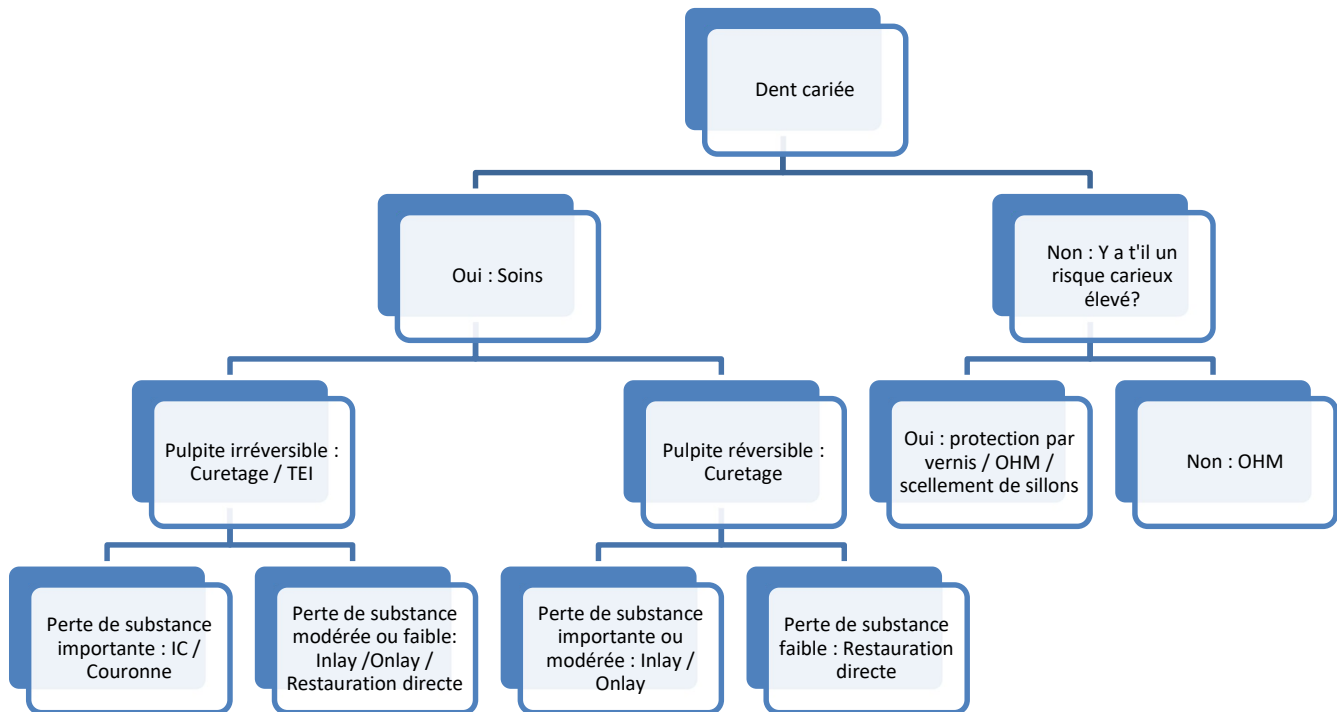 Dent cariée
Oui : Soins
Non : Y a t'il un
risque carieux
élevé?
Pulpite irréversible :
Curetage / TEI
Pulpite réversible :
Curetage
Oui : protection par
vernis / OHM /
scellement de sillons
Non : OHM
Perte de substance
importante : IC /
Couronne
Perte de substance
modérée ou faible:
Inlay /Onlay /
Restauration directe
Perte de substance
importante ou
modérée : Inlay /
Onlay
Perte de substance
faible : Restauration
directe